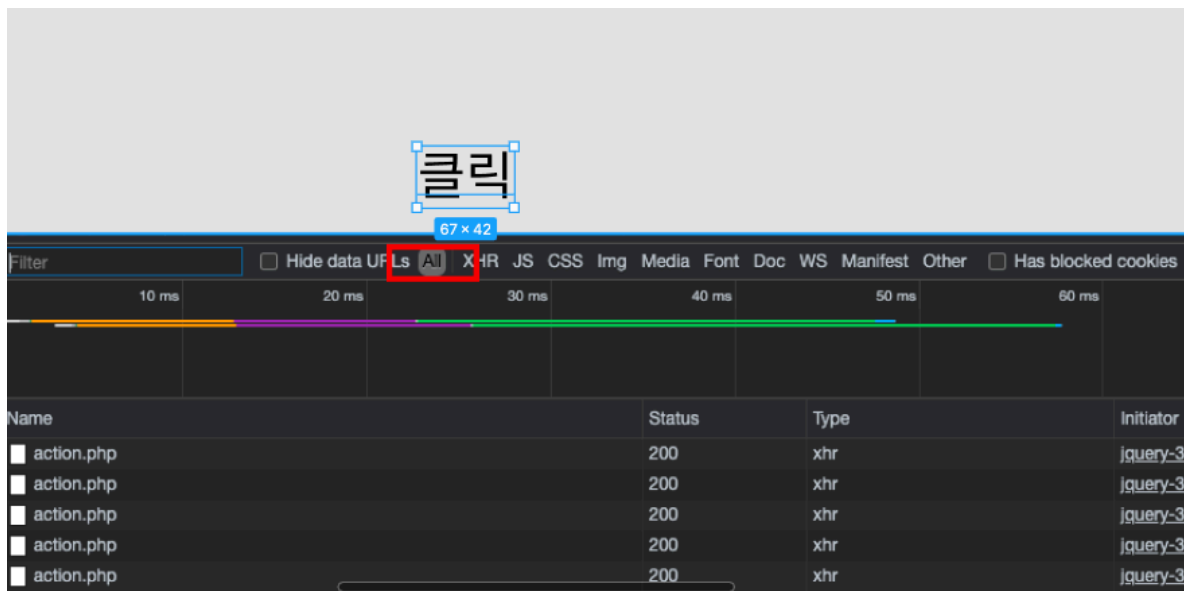 클릭
67 × 42
Filter Hide data URLs All XHR JS CSS Img Media Font Doc WS Manifest Other Has blocked cookies
10 ms 20 ms 30 ms 40 ms 50 ms 60 ms
Name Status Type Initiator
action.php 200 xhr jquery-3
action.php 200 xhr jquery-3
action.php 200 xhr jquery-3
action.php 200 xhr jquery-3
action.php 200 xhr jquery-3